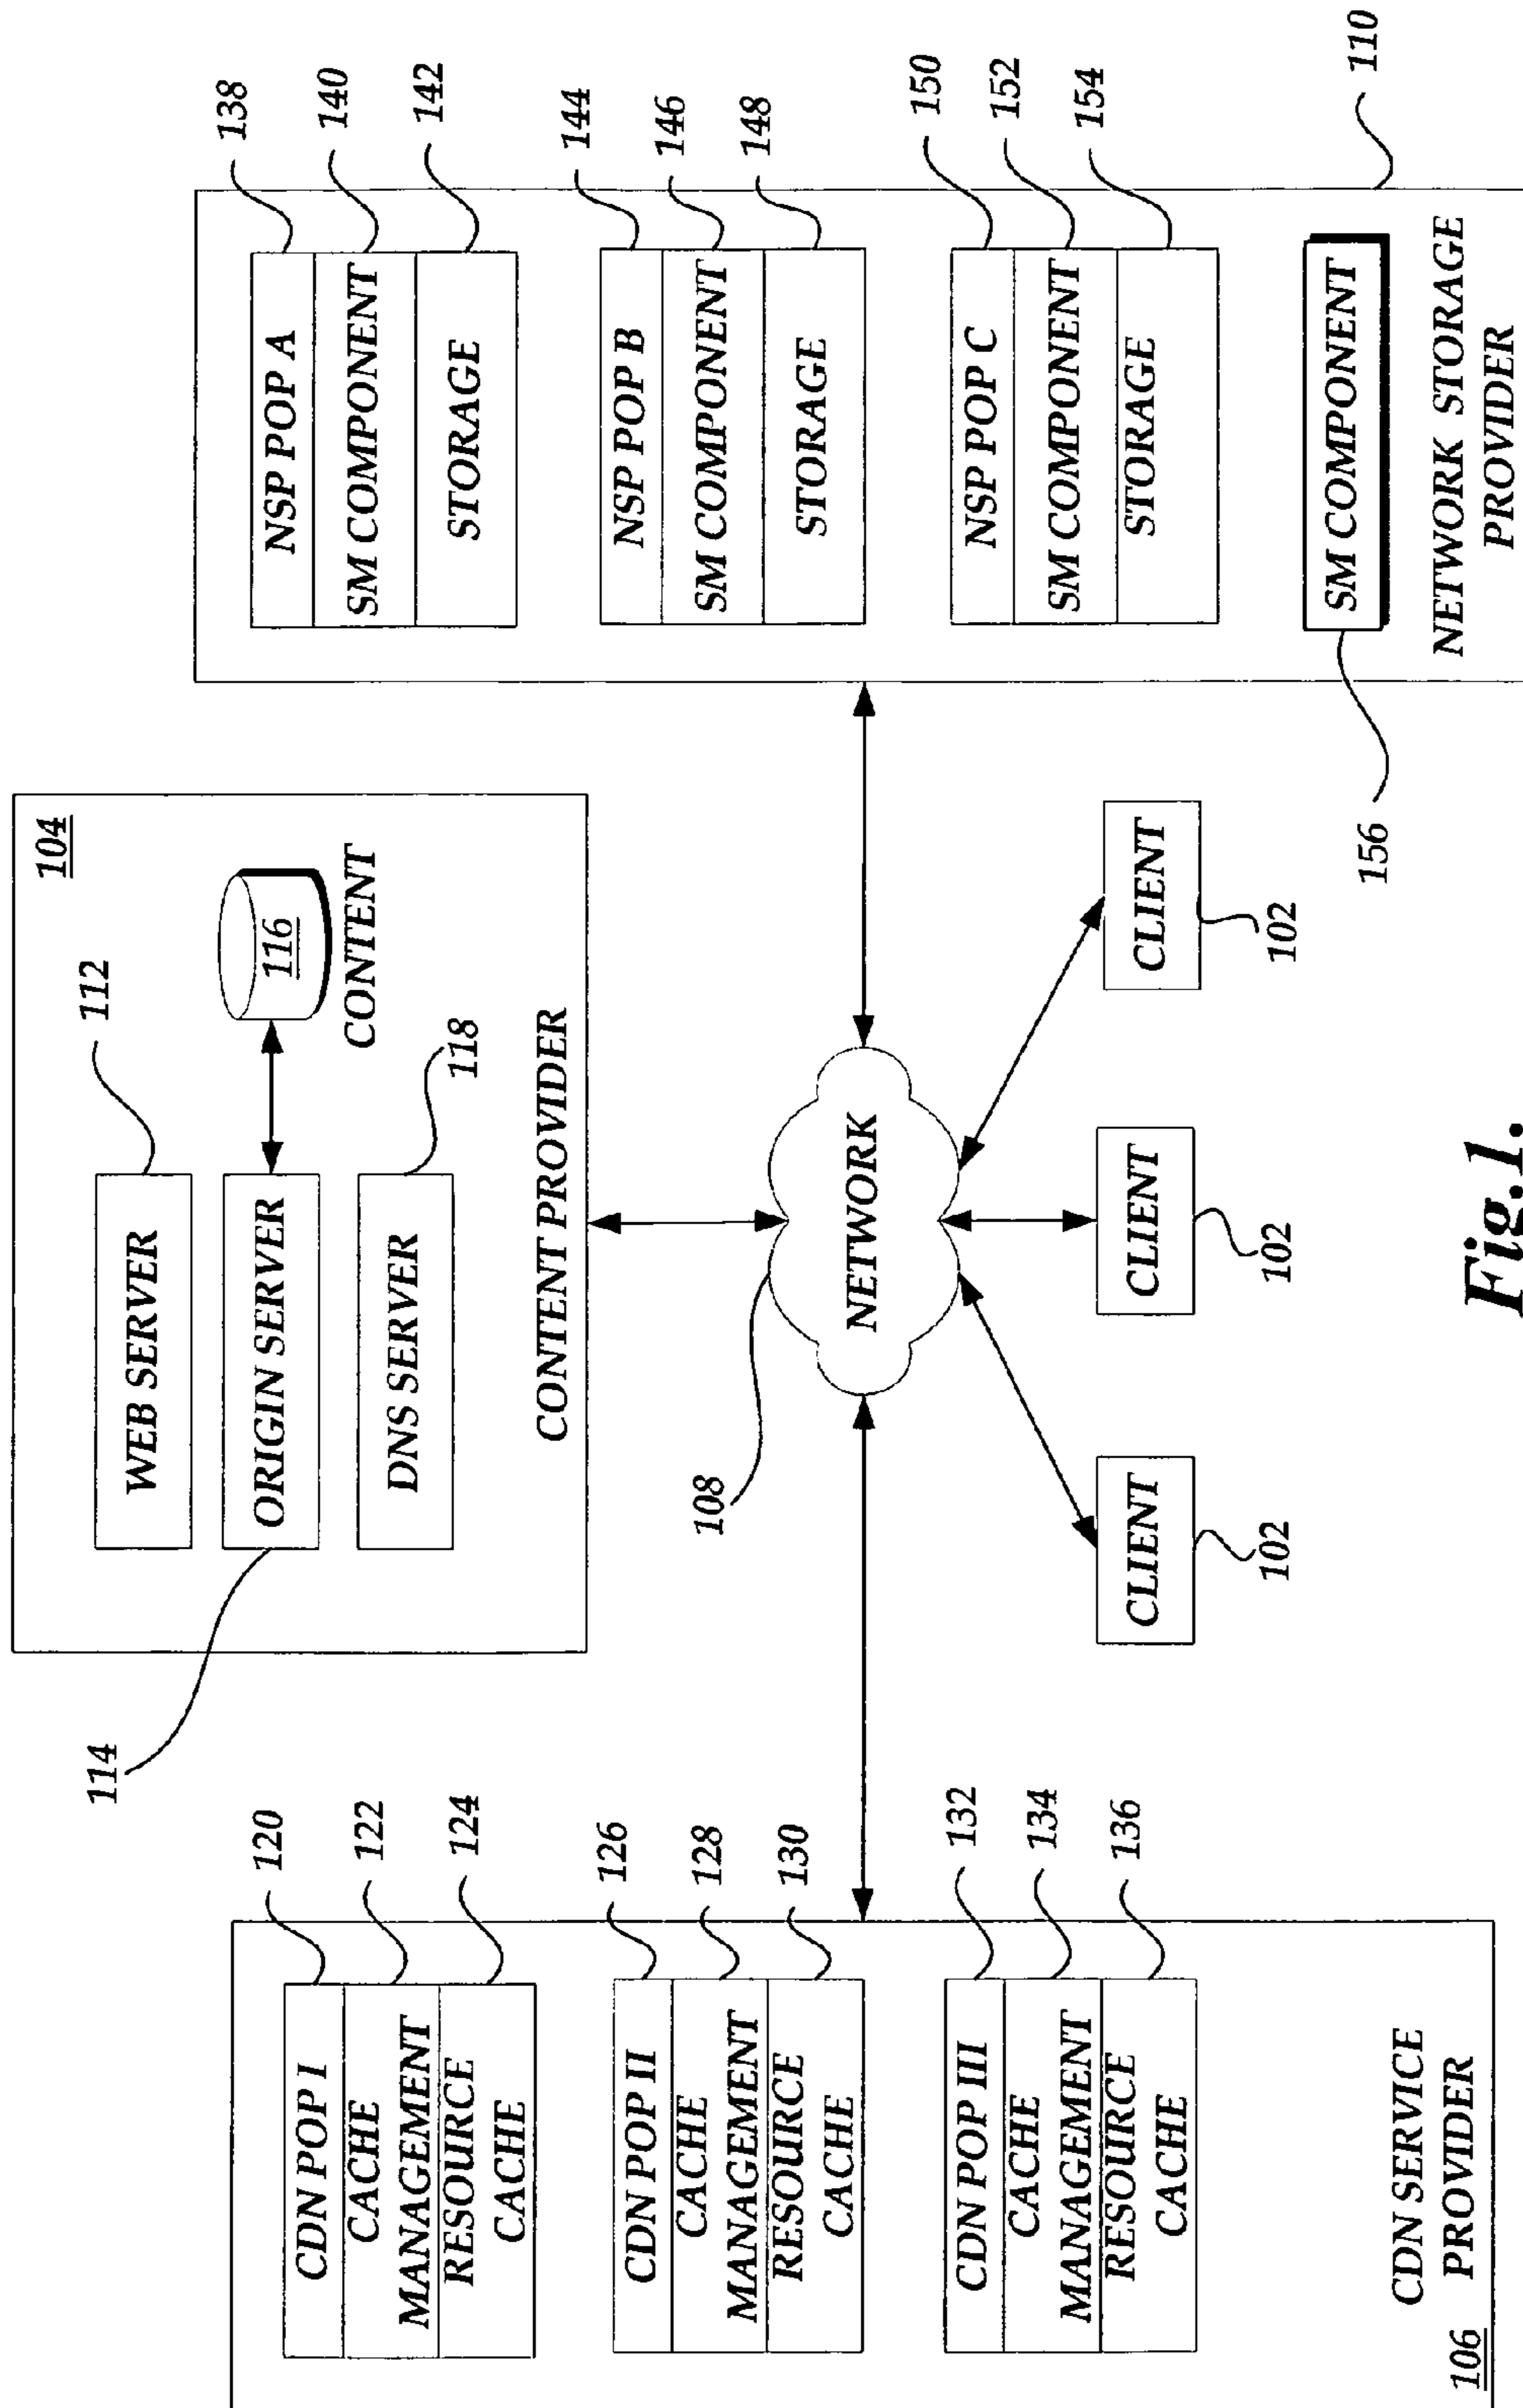 104
WEB SERVER
112
ORIGIN SERVER
114
116
CONTENT
DNS SERVER
118
CONTENT PROVIDER
CDN POP I
120
CACHE
MANAGEMENT
122
RESOURCE
CACHE
124
CDN POP II
126
CACHE
MANAGEMENT
128
RESOURCE
CACHE
130
CDN POP III
132
CACHE
MANAGEMENT
134
RESOURCE
CACHE
136
CDN SERVICE
PROVIDER
106
NETWORK
108
CLIENT
102
CLIENT
102
CLIENT
102
NSP POP A
138
SM COMPONENT
140
STORAGE
142
NSP POP B
144
SM COMPONENT
146
STORAGE
148
NSP POP C
150
SM COMPONENT
152
STORAGE
154
SM COMPONENT
156
NETWORK STORAGE
PROVIDER
110
Fig.1.